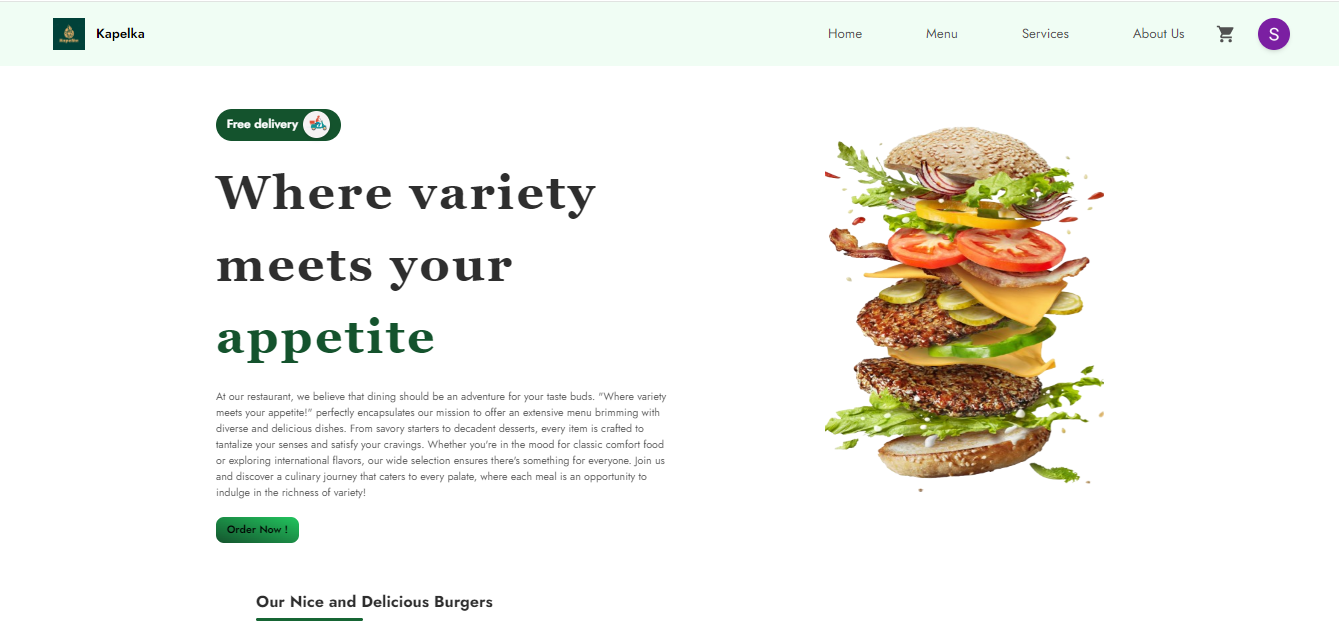 Kapelka
Kapelka
Home
Menu
Services
About Us
S
Free delivery
Where variety
meets your
appetite
At our restaurant, we believe that dining should be an adventure for your taste buds. "Where variety
meets your appetite!" perfectly encapsulates our mission to offer an extensive menu brimming with
diverse and delicious dishes. From savory starters to decadent desserts, every item is crafted to
tantalize your senses and satisfy your cravings. Whether you're in the mood for classic comfort food
or exploring international flavors, our wide selection ensures there's something for everyone. Join us
and discover a culinary journey that caters to every palate, where each meal is an opportunity to
indulge in the richness of variety!
Order Now !
Our Nice and Delicious Burgers